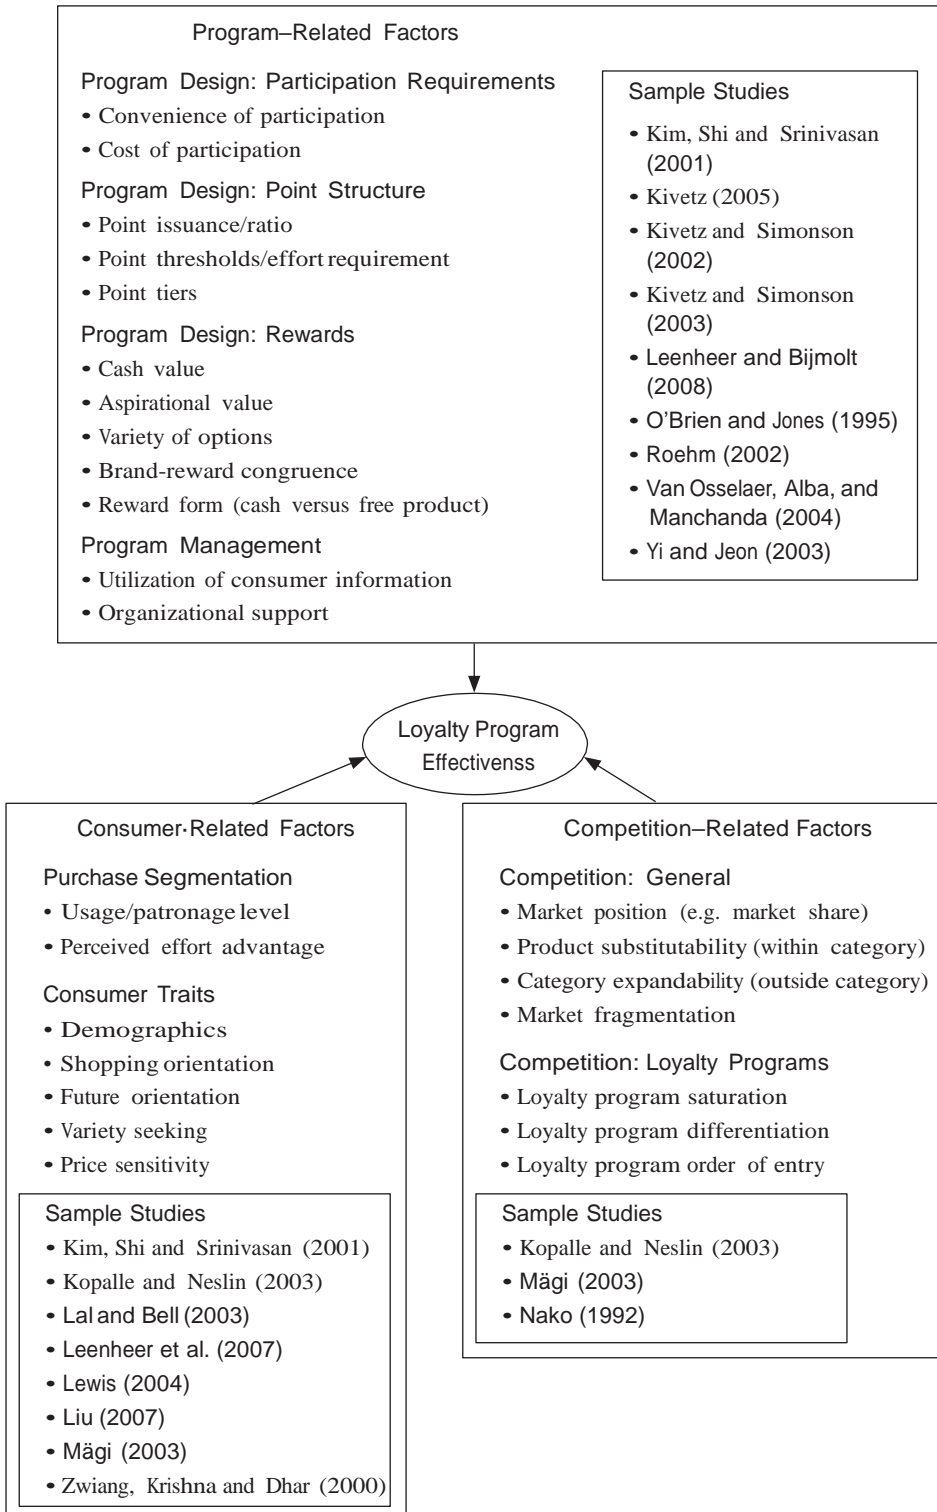 Program–Related Factors
Program Design: Participation Requirements
• Convenience of participation
• Cost of participation
Program Design: Point Structure
• Point issuance/ratio
• Point thresholds/effort requirement
• Point tiers
Program Design: Rewards
• Cash value
• Aspirational value
• Variety of options
• Brand-reward congruence
• Reward form (cash versus free product)
Program Management
• Utilization of consumer information
• Organizational support
Sample Studies
• Kim, Shi and Srinivasan
(2001)
• Kivetz (2005)
• Kivetz and Simonson
(2002)
• Kivetz and Simonson
(2003)
• Leenheer and Bijmolt
(2008)
• O'Brien and Jones (1995)
• Roehm (2002)
• Van Osselaer, Alba, and
Manchanda (2004)
• Yi and Jeon (2003)
Loyalty Program
Effectivenss
Consumer·Related Factors
Purchase Segmentation
• Usage/patronage level
• Perceived effort advantage
Consumer Traits
• Demographics
• Shopping orientation
• Future orientation
• Variety seeking
• Price sensitivity
Sample Studies
• Kim, Shi and Srinivasan (2001)
• Kopalle and Neslin (2003)
• Lal and Bell (2003)
• Leenheer et al. (2007)
• Lewis (2004)
• Liu (2007)
• Mägi (2003)
• Zwiang, Krishna and Dhar (2000)
Competition–Related Factors
Competition: General
• Market position (e.g. market share)
• Product substitutability (within category)
• Category expandability (outside category)
• Market fragmentation
Competition: Loyalty Programs
• Loyalty program saturation
• Loyalty program differentiation
• Loyalty program order of entry
Sample Studies
• Kopalle and Neslin (2003)
• Mägi (2003)
• Nako (1992)